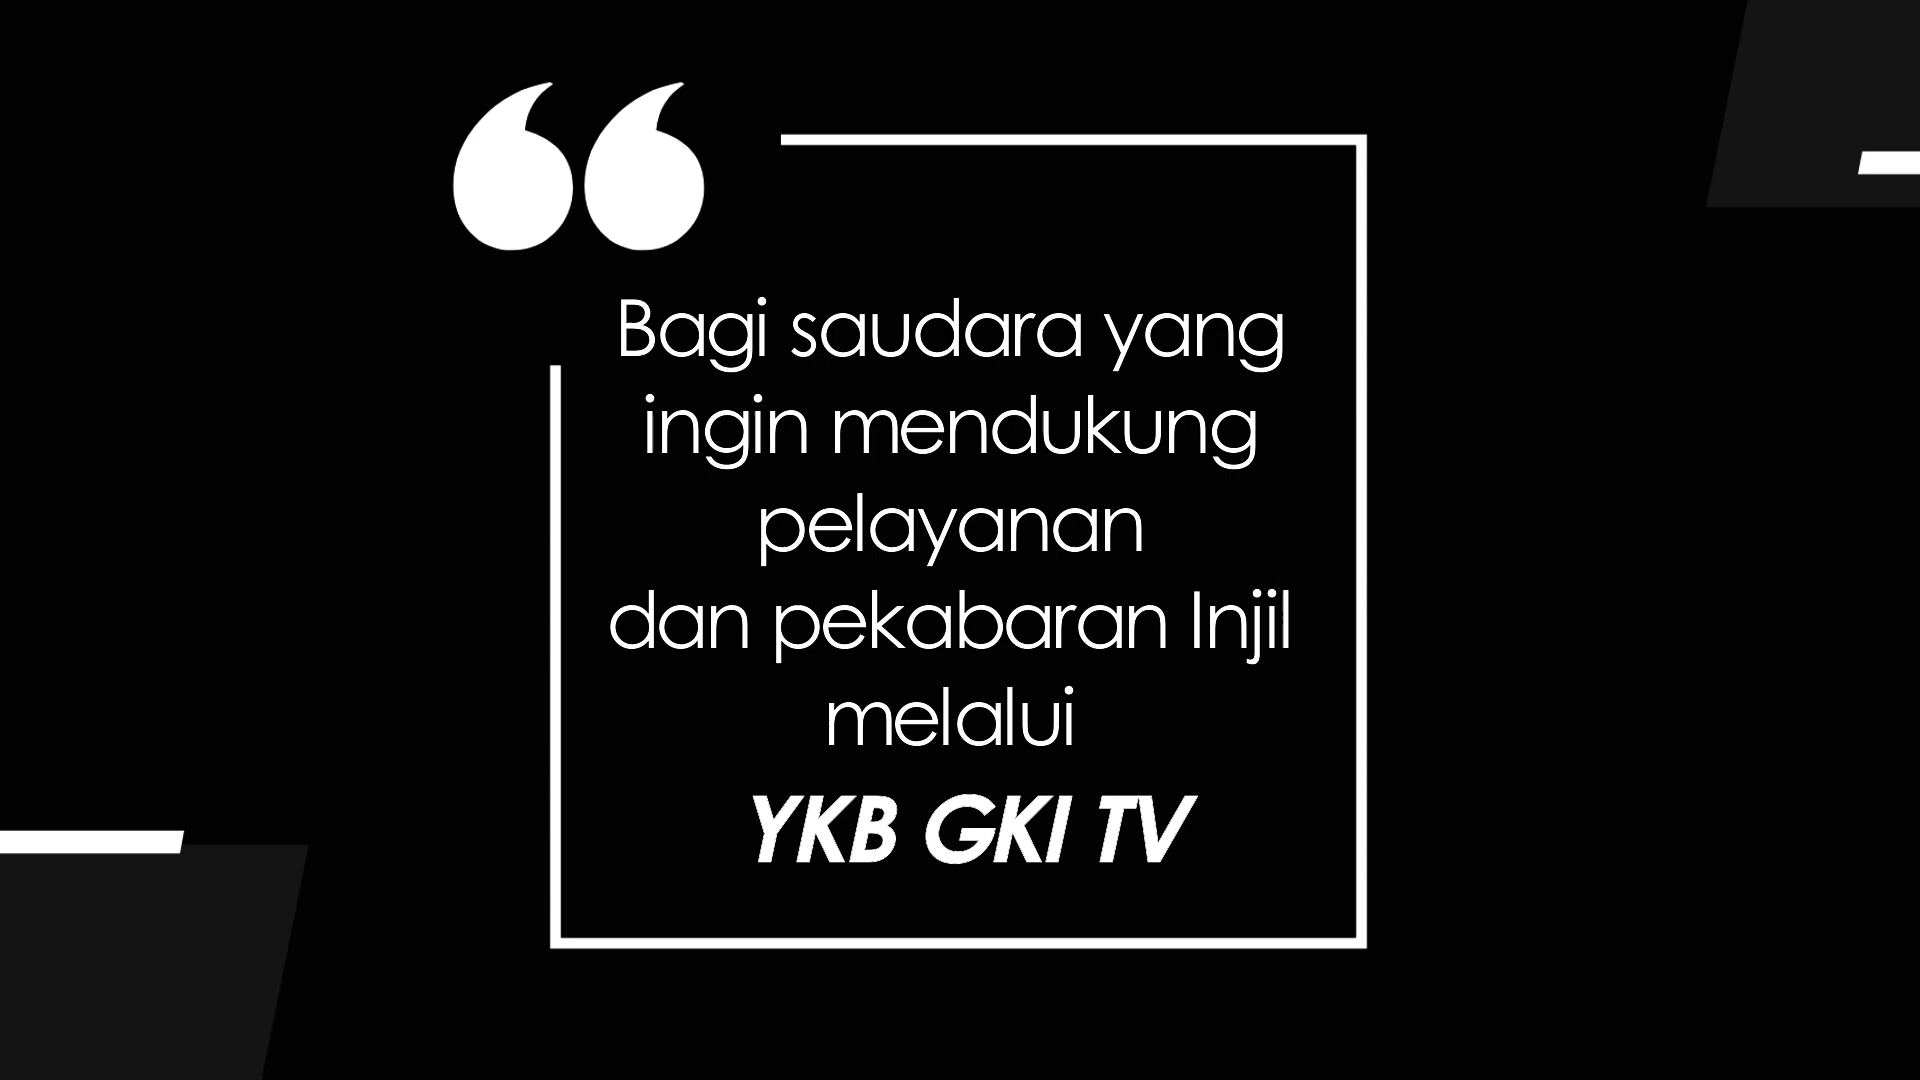 Bagi saudara yang
ingin mendukung
pelayanan
dan pekabaran Injil
melalui
YKB GKI TV